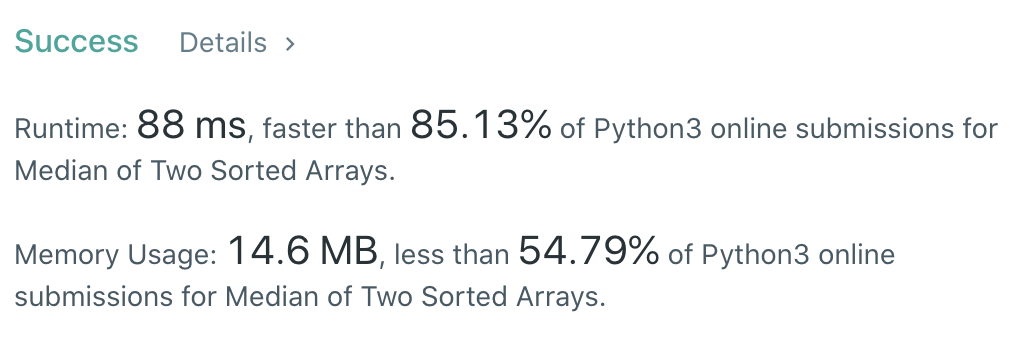 Success Details >
Runtime: 88 ms, faster than 85.13% of Python3 online submissions for
Median of Two Sorted Arrays.
Memory Usage: 14.6 MB, less than 54.79% of Python3 online
submissions for Median of Two Sorted Arrays.